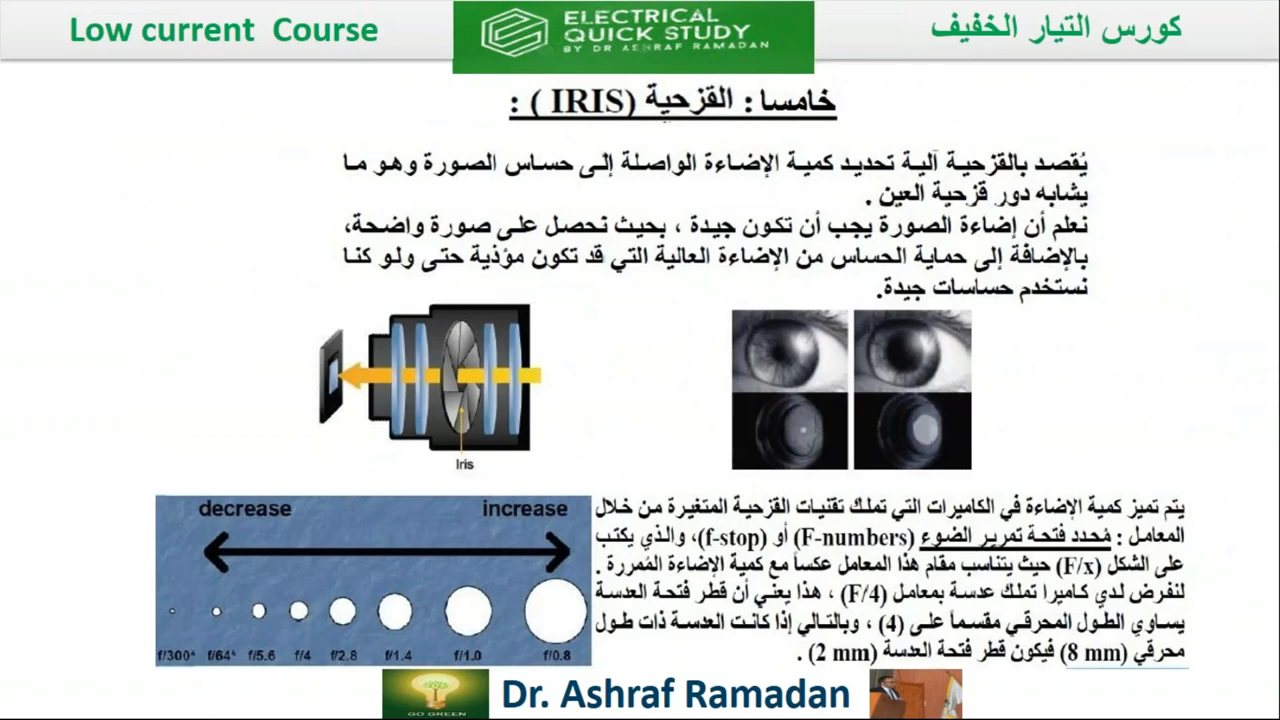 Low current Course
ELECTRICAL
QUICK STUDY
BY DR ASHRAF RAMADAN
كورس التيار الخفيف
خامسا : القزحية (IRIS ) :
يُقصد بالقزحية آلية تحديد كمية الإضاءة الواصلة إلى حساس الصورة وهو ما
يشابه دور قزحية العين .
نعلم أن إضاءة الصورة يجب أن تكون جيدة ، بحيث نحصل على صورة واضحة،
بالإضافة إلى حماية الحساس من الإضاءة العالية التي قد تكون مؤذية حتى ولو كنا
نستخدم حساسات جيدة.
Iris
decrease increase
f/300* f/64* f/5.6 f/4 f/2.8 f/1.4 f/1.0 f/0.8
يتم تميز كمية الإضاءة في الكاميرات التي تملك تقنيات القزحية المتغيرة من خلال
المعامل : مُحدد فتحة تمرير الضوء (F-numbers) أو (f-stop)، والذي يكتب
على الشكل (F/x) حيث يتناسب مقام هذا المعامل عكساً مع كمية الإضاءة المُمررة .
لنفرض لدي كاميرا تملك عدسة بمعامل (F/4) ، هذا يعني أن قطر فتحة العدسة
يساوي الطول المحرقي مقسماً على (4) ، وبالتالي إذا كانت العدسة ذات طول
محرقي (8 mm) فيكون قطر فتحة العدسة (2 mm) .
GO GREEN
Dr. Ashraf Ramadan